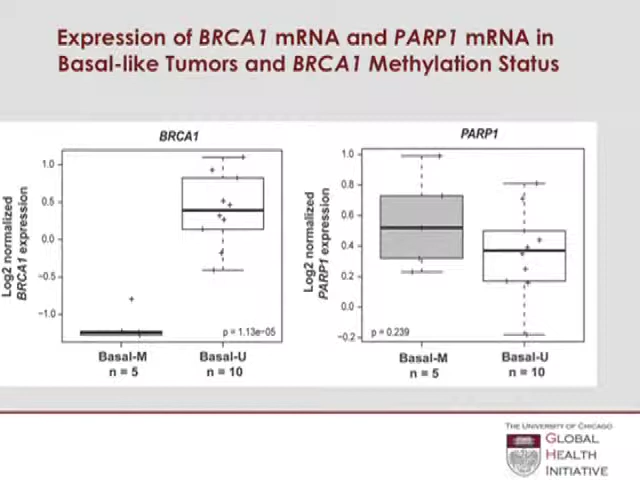 Expression of BRCA1 mRNA and PARP1 mRNA in
Basal-like Tumors and BRCA1 Methylation Status
BRCA1
Log2 normalized
BRCA1 expression
1.0
0.5
0.0
−0.5
−1.0
p = 1.13e−05
Basal-M
n = 5
Basal-U
n = 10
PARP1
Log2 normalized
PARP1 expression
1.0
0.8
0.6
0.4
0.2
0.0
−0.2
p = 0.239
Basal-M
n = 5
Basal-U
n = 10
THE UNIVERSITY OF CHICAGO
GLOBAL
HEALTH
INITIATIVE